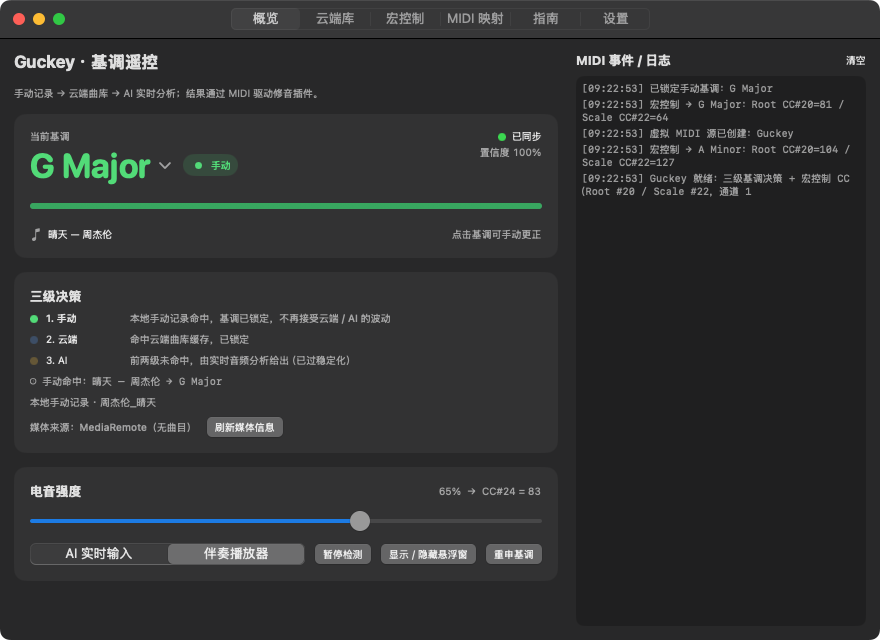 概览 云端库 宏控制 MIDI 映射 指南 设置
Guckey · 基调遥控
手动记录 → 云端曲库 → AI 实时分析；结果通过 MIDI 驱动修音插件。
当前基调
已同步
G Major 手动
置信度 100%
晴天 — 周杰伦
点击基调可手动更正
三级决策
1. 手动 本地手动记录命中，基调已锁定，不再接受云端 / AI 的波动
2. 云端 命中云端曲库缓存，已锁定
3. AI 前两级未命中，由实时音频分析给出 (已过稳定化)
手动命中：晴天 — 周杰伦 → G Major
本地手动记录 · 周杰伦_晴天
媒体来源：MediaRemote（无曲目） 刷新媒体信息
电音强度
65% → CC#24 = 83
AI 实时输入 伴奏播放器 暂停检测 显示 / 隐藏悬浮窗 重申基调
MIDI 事件 / 日志 清空
[09:22:53] 已锁定手动基调：G Major
[09:22:53] 宏控制 → G Major：Root CC#20=81 /
Scale CC#22=64
[09:22:53] 虚拟 MIDI 源已创建：Guckey
[09:22:53] 宏控制 → A Minor：Root CC#20=104 /
Scale CC#22=127
[09:22:53] Guckey 就绪：三级基调决策 + 宏控制 CC
(Root #20 / Scale #22，通道 1